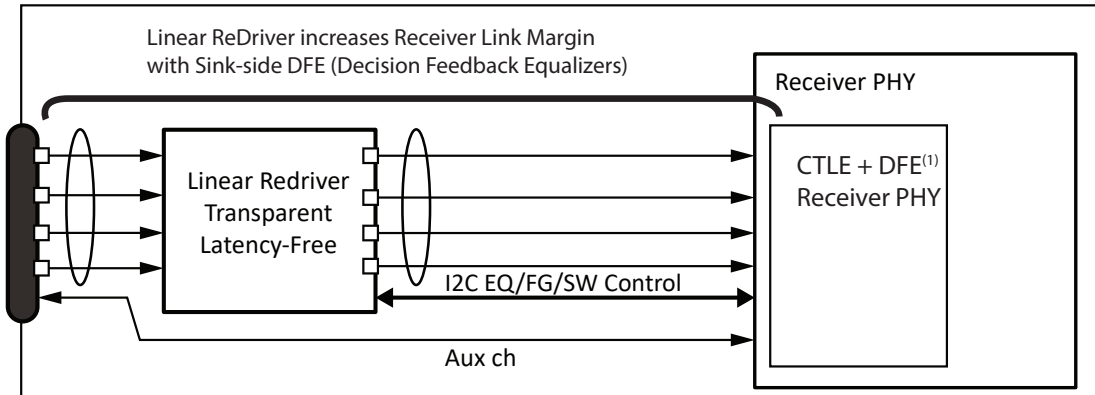 Linear ReDriver increases Receiver Link Margin
with Sink-side DFE (Decision Feedback Equalizers)
Receiver PHY
CTLE + DFE(1)
Receiver PHY
Linear Redriver
Transparent
Latency-Free
I2C EQ/FG/SW Control
Aux ch